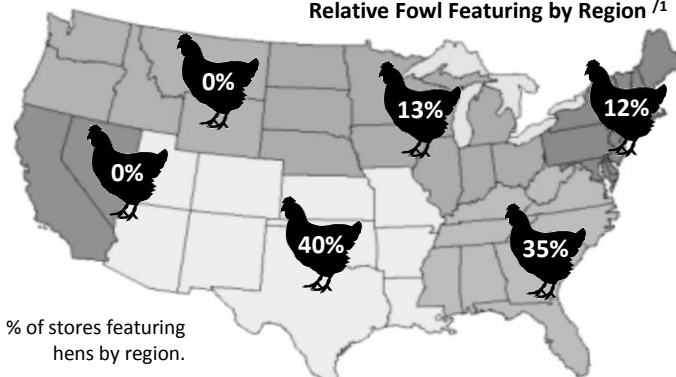 Relative Fowl Featuring by Region /1
0%
13%
12%
0%
40%
35%
% of stores featuring
hens by region.